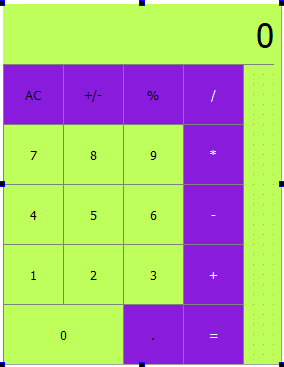 0
AC +/- % /
7 8 9 *
4 5 6 -
1 2 3 +
0 . =